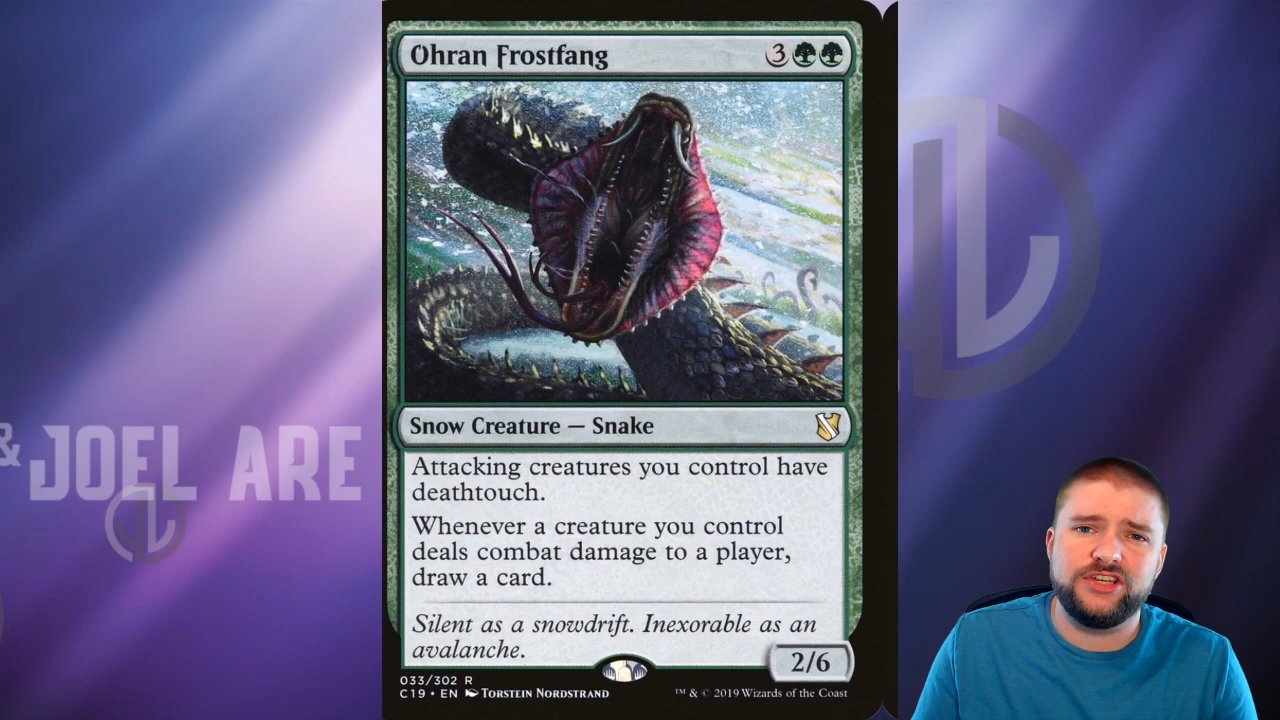 Ohran Frostfang 3
Snow Creature — Snake
Attacking creatures you control have
deathtouch.
Whenever a creature you control
deals combat damage to a player,
draw a card.
Silent as a snowdrift. Inexorable as an
avalanche.
2/6
033/302 R
C19 • EN Torstein Nordstrand
™ & © 2019 Wizards of the Coast
& JOEL ARE